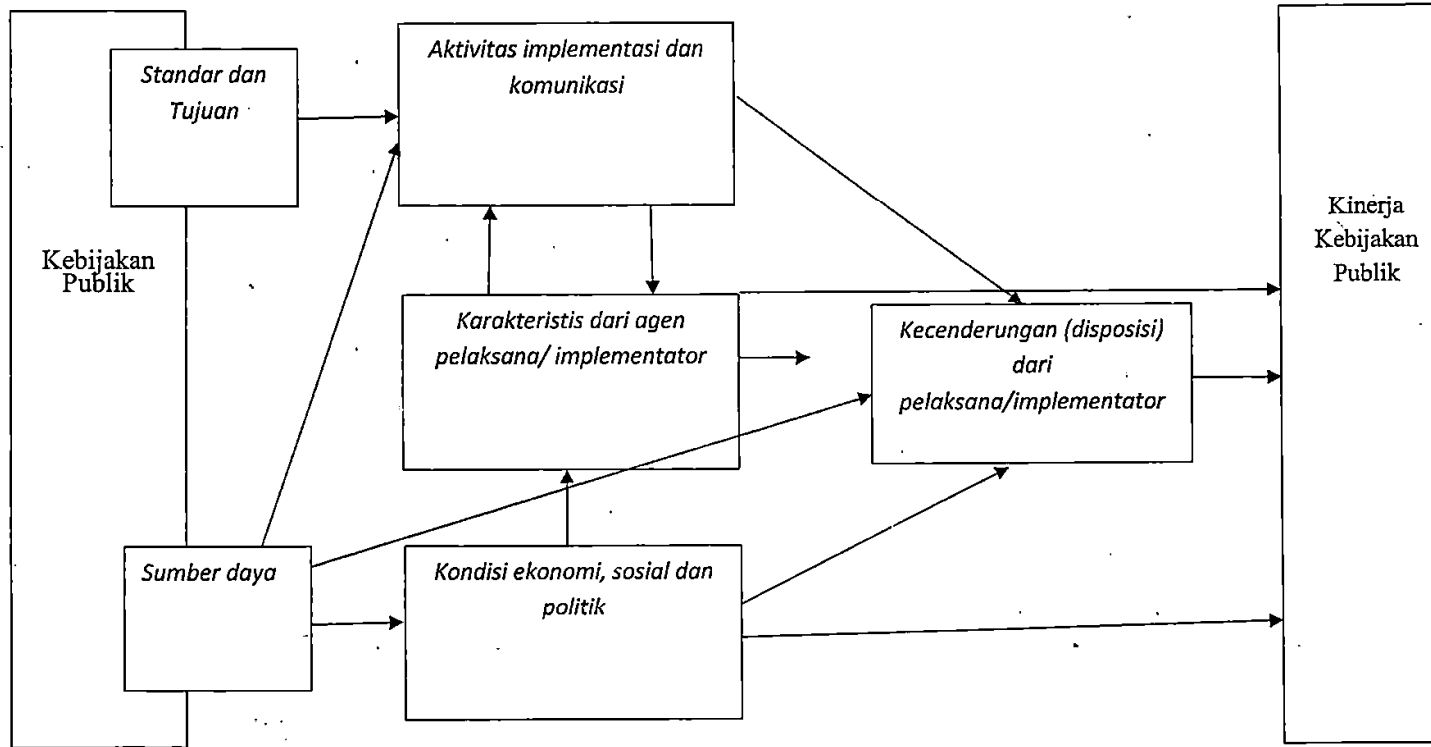 Kebijakan
Publik
Standar dan
Tujuan
Sumber daya
Aktivitas implementasi dan
komunikasi
Karakteristis dari agen
pelaksana/ implementator
Kondisi ekonomi, sosial dan
politik
Kecenderungan (disposisi)
dari
pelaksana/implementator
Kinerja
Kebijakan
Publik